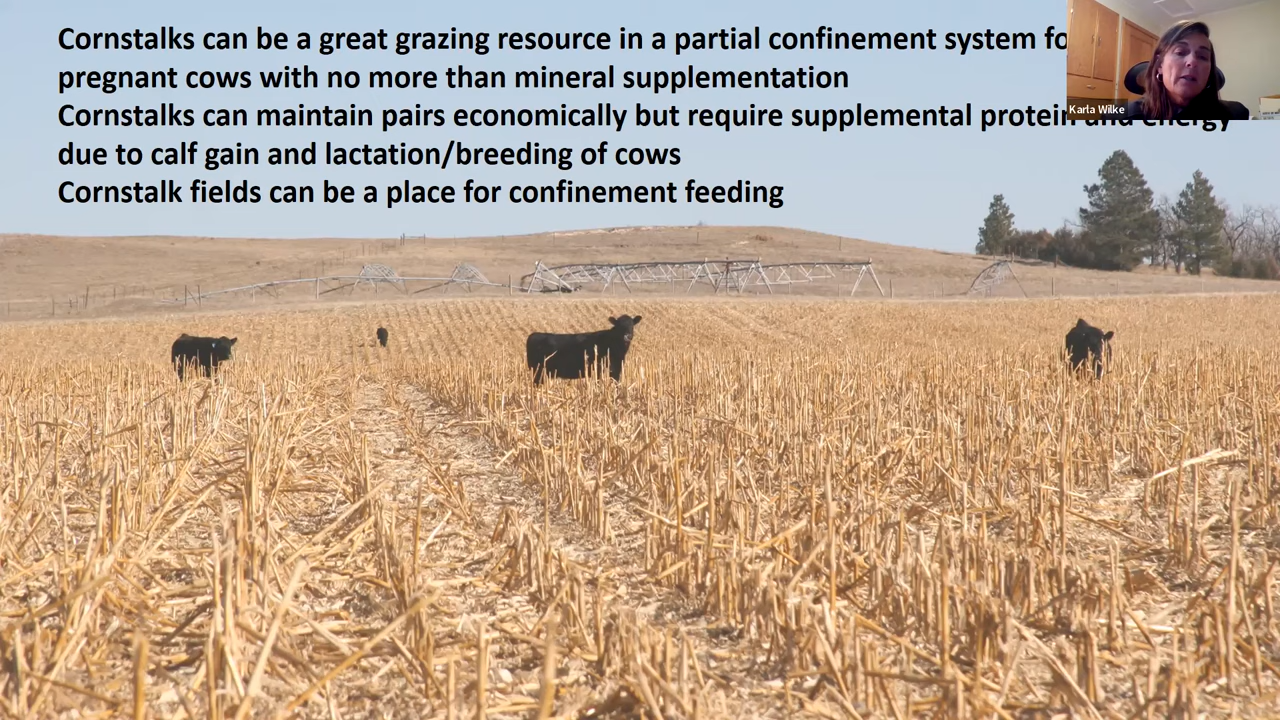 Cornstalks can be a great grazing resource in a partial confinement system fo
pregnant cows with no more than mineral supplementation
Cornstalks can maintain pairs economically but require supplemental protein and energy
due to calf gain and lactation/breeding of cows
Cornstalk fields can be a place for confinement feeding
Karla Wilke